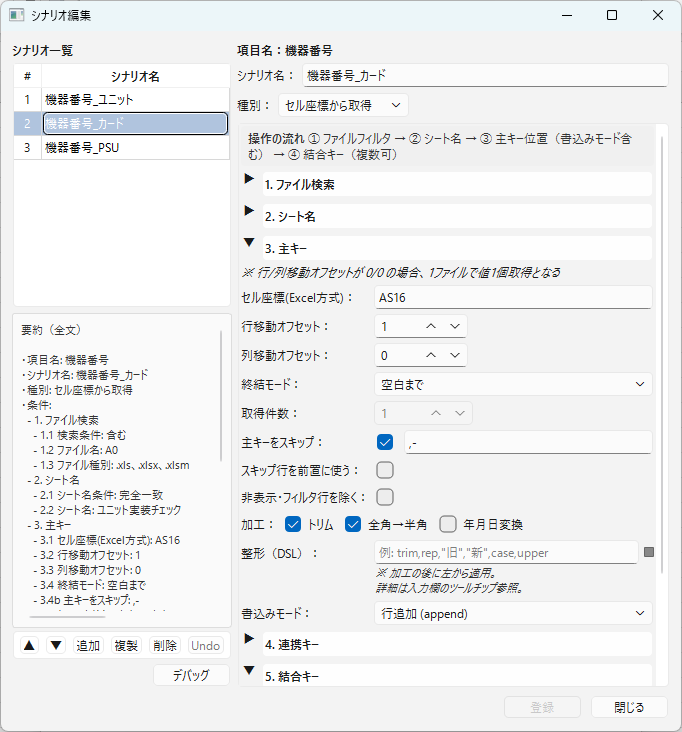 シナリオ編集
シナリオ一覧
# シナリオ名
1 機器番号_ユニット
2 機器番号_カード
3 機器番号_PSU
要約（全文）
・項目名: 機器番号
・シナリオ名: 機器番号_カード
・種別: セル座標から取得
・条件:
- 1. ファイル検索
- 1.1 検索条件: 含む
- 1.2 ファイル名: A0
- 1.3 ファイル種別: .xls、.xlsx、.xlsm
- 2. シート名
- 2.1 シート名条件: 完全一致
- 2.2 シート名: ユニット実装チェック
- 3. 主キー
- 3.1 セル座標(Excel方式): AS16
- 3.2 行移動オフセット: 1
- 3.3 列移動オフセット: 0
- 3.4 終結モード: 空白まで
- 3.4b 主キーをスキップ: ,-
▲ ▼ 追加 複製 削除 Undo
デバッグ
項目名：機器番号
シナリオ名： 機器番号_カード
種別： セル座標から取得
操作の流れ ① ファイルフィルタ → ② シート名 → ③ 主キー位置（書込みモード含
む） → ④ 結合キー（複数可）
1. ファイル検索
2. シート名
3. 主キー
※ 行/列移動オフセットが 0/0 の場合、1ファイルで値1個取得となる
セル座標(Excel方式)： AS16
行移動オフセット： 1
列移動オフセット： 0
終結モード： 空白まで
取得件数： 1
主キーをスキップ： ,-
スキップ行を前置に使う：
非表示・フィルタ行を除く：
加工： トリム 全角→半角 年月日変換
整形（DSL）： 例: trim,rep,"旧","新",case,upper
※ 加工の後に左から適用。
詳細は入力欄のツールチップ参照。
書込みモード： 行追加 (append)
4. 連携キー
5. 結合キー
登録 閉じる